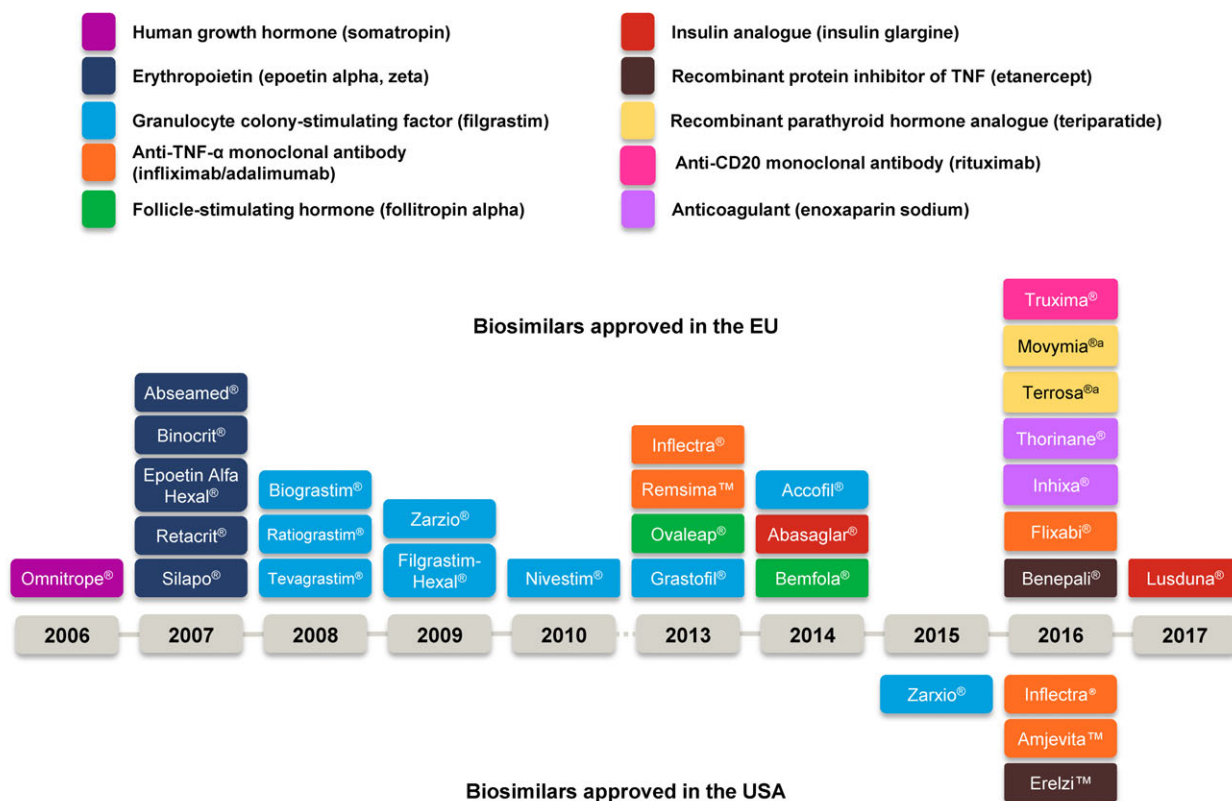 Human growth hormone (somatropin)
Erythropoietin (epoetin alpha, zeta)
Granulocyte colony-stimulating factor (filgrastim)
Anti-TNF-α monoclonal antibody
(infliximab/adalimumab)
Follicle-stimulating hormone (follitropin alpha)
Insulin analogue (insulin glargine)
Recombinant protein inhibitor of TNF (etanercept)
Recombinant parathyroid hormone analogue (teriparatide)
Anti-CD20 monoclonal antibody (rituximab)
Anticoagulant (enoxaparin sodium)
Biosimilars approved in the EU
Omnitrope®
Abseamed®
Binocrit®
Epoetin Alfa
Hexal®
Retacrit®
Silapo®
Biograstim®
Ratiograstim®
Tevagrastim®
Zarzio®
Filgrastim-
Hexal®
Nivestim®
Inflectra®
Remsima™
Ovaleap®
Grastofil®
Accofil®
Abasaglar®
Bemfola®
Truxima®
Movymia®a
Terrosa®a
Thorinane®
Inhixa®
Flixabi®
Benepali®
Lusduna®
2006
2007
2008
2009
2010
2013
2014
2015
2016
2017
Zarxio®
Inflectra®
Amjevita™
Erelzi™
Biosimilars approved in the USA